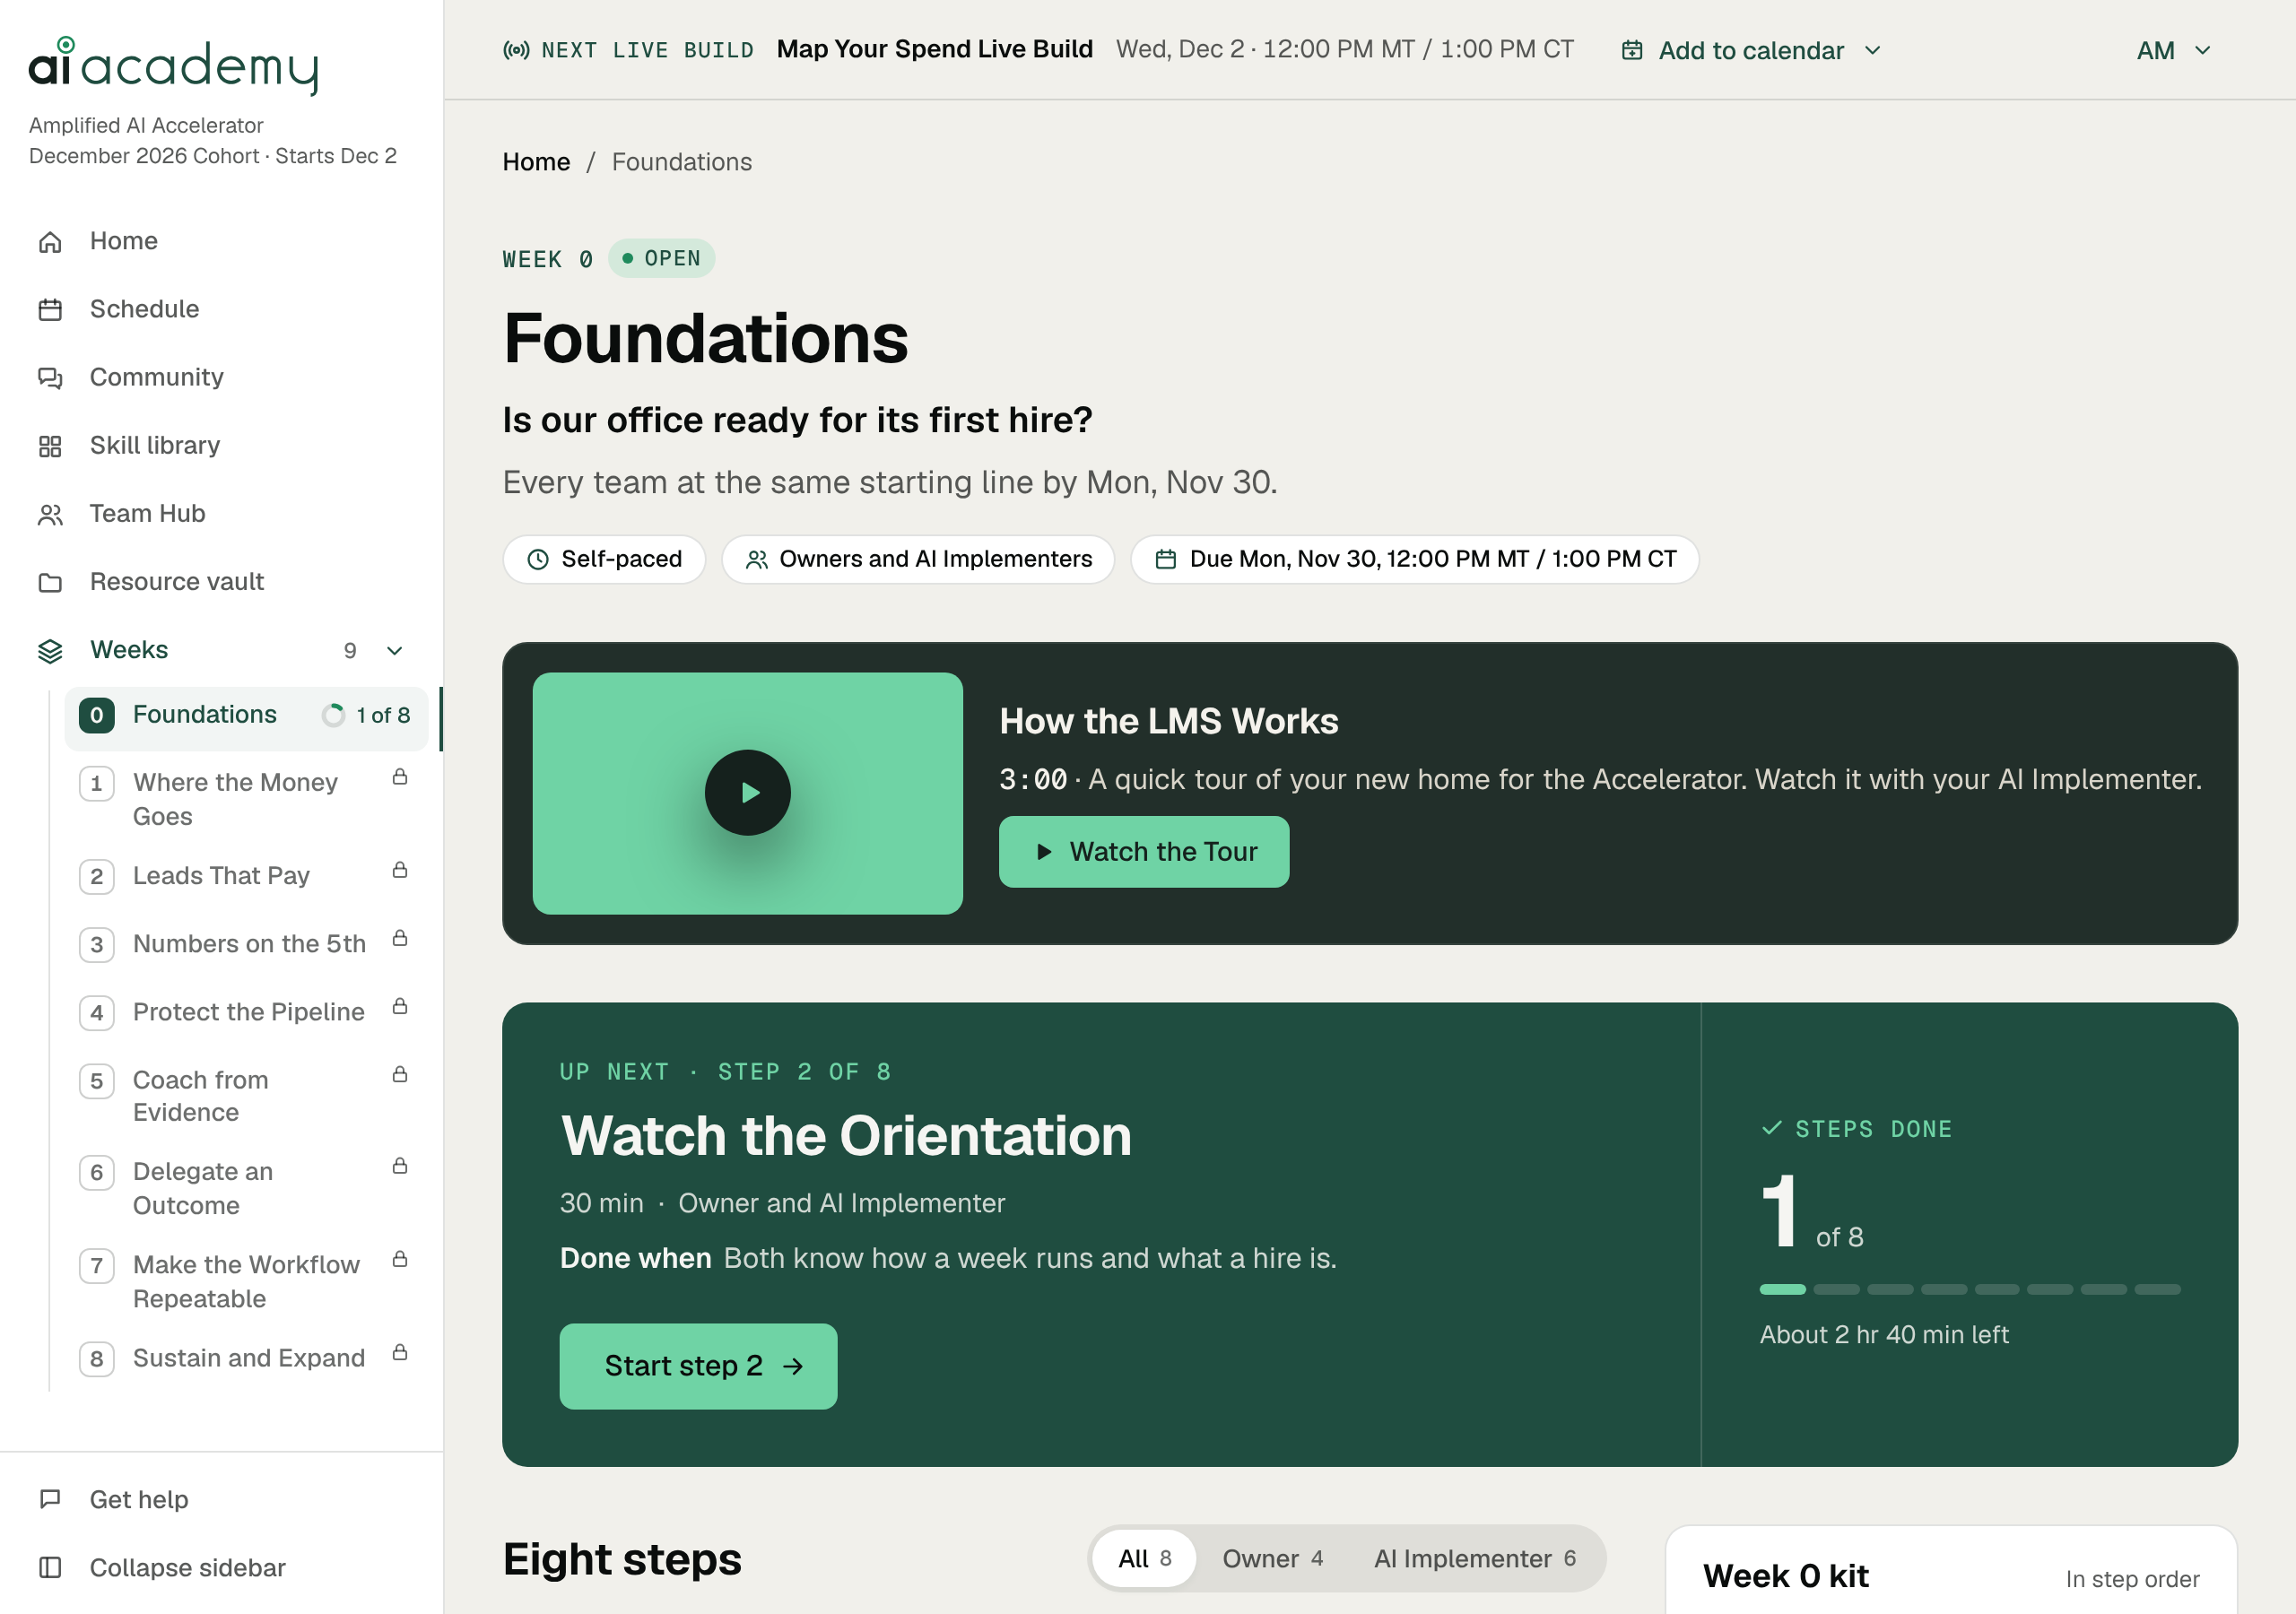 ai academy
Amplified AI Accelerator
December 2026 Cohort · Starts Dec 2
Home
Schedule
Community
Skill library
Team Hub
Resource vault
Weeks 9
0 Foundations 1 of 8
1 Where the Money
Goes
2 Leads That Pay
3 Numbers on the 5th
4 Protect the Pipeline
5 Coach from
Evidence
6 Delegate an
Outcome
7 Make the Workflow
Repeatable
8 Sustain and Expand
Get help
Collapse sidebar
NEXT LIVE BUILD Map Your Spend Live Build Wed, Dec 2 · 12:00 PM MT / 1:00 PM CT Add to calendar AM
Home / Foundations
WEEK 0 OPEN
Foundations
Is our office ready for its first hire?
Every team at the same starting line by Mon, Nov 30.
Self-paced Owners and AI Implementers Due Mon, Nov 30, 12:00 PM MT / 1:00 PM CT
How the LMS Works
3:00 · A quick tour of your new home for the Accelerator. Watch it with your AI Implementer.
Watch the Tour
UP NEXT · STEP 2 OF 8
Watch the Orientation
30 min · Owner and AI Implementer
Done when Both know how a week runs and what a hire is.
Start step 2
STEPS DONE
1 of 8
About 2 hr 40 min left
Eight steps
All 8 Owner 4 AI Implementer 6
Week 0 kit In step order